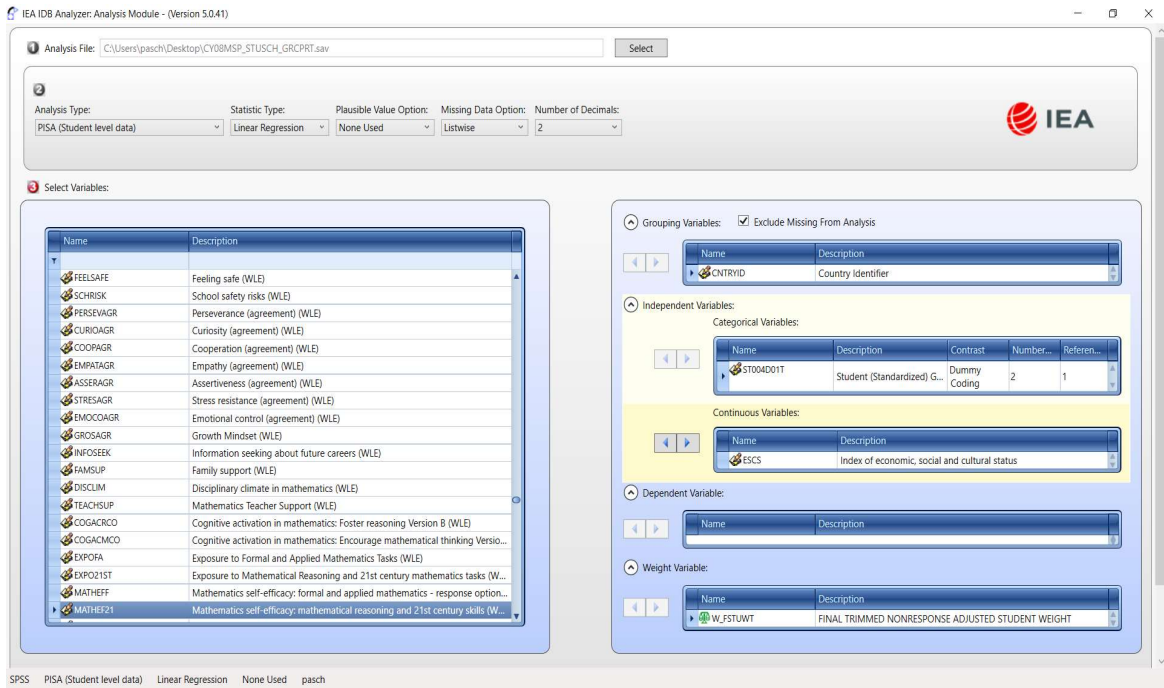 IEA IDB Analyzer: Analysis Module - (Version 5.0.41)
1 Analysis File: C:\Users\pasch\Desktop\CY08MSP_STUSCH_GRCPRT.sav Select
2
Analysis Type: Statistic Type: Plausible Value Option: Missing Data Option: Number of Decimals:
PISA (Student level data) Linear Regression None Used Listwise 2
IEA
3 Select Variables:
Name Description
FEELSAFE Feeling safe (WLE)
SCHRISK School safety risks (WLE)
PERSEVAGR Perseverance (agreement) (WLE)
CURIOAGR Curiosity (agreement) (WLE)
COOPAGR Cooperation (agreement) (WLE)
EMPATAGR Empathy (agreement) (WLE)
ASSERAGR Assertiveness (agreement) (WLE)
STRESAGR Stress resistance (agreement) (WLE)
EMOCOAGR Emotional control (agreement) (WLE)
GROSAGR Growth Mindset (WLE)
INFOSEEK Information seeking about future careers (WLE)
FAMSUP Family support (WLE)
DISCLIM Disciplinary climate in mathematics (WLE)
TEACHSUP Mathematics Teacher Support (WLE)
COGACRCO Cognitive activation in mathematics: Foster reasoning Version B (WLE)
COGACMCO Cognitive activation in mathematics: Encourage mathematical thinking Versio...
EXPOFA Exposure to Formal and Applied Mathematics Tasks (WLE)
EXPO21ST Exposure to Mathematical Reasoning and 21st century mathematics tasks (W...
MATHEFF Mathematics self-efficacy: formal and applied mathematics - response option...
MATHEF21 Mathematics self-efficacy: mathematical reasoning and 21st century skills (W...
Grouping Variables: Exclude Missing From Analysis
Name Description
CNTRYID Country Identifier
Independent Variables:
Categorical Variables:
Name Description Contrast Number... Referen...
ST004D01T Student (Standardized) G... Dummy Coding 2 1
Continuous Variables:
Name Description
ESCS Index of economic, social and cultural status
Dependent Variable:
Name Description
Weight Variable:
Name Description
W_FSTUWT FINAL TRIMMED NONRESPONSE ADJUSTED STUDENT WEIGHT
SPSS PISA (Student level data) Linear Regression None Used pasch